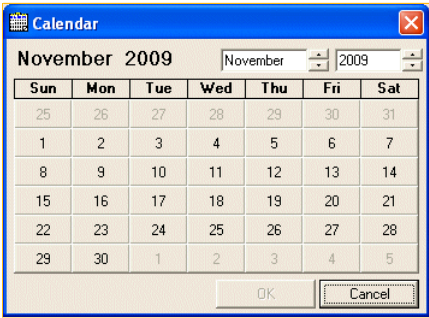 Calendar
November 2009 November 2009
Sun Mon Tue Wed Thu Fri Sat
25 26 27 28 29 30 31
1 2 3 4 5 6 7
8 9 10 11 12 13 14
15 16 17 18 19 20 21
22 23 24 25 26 27 28
29 30 1 2 3 4 5
OK Cancel